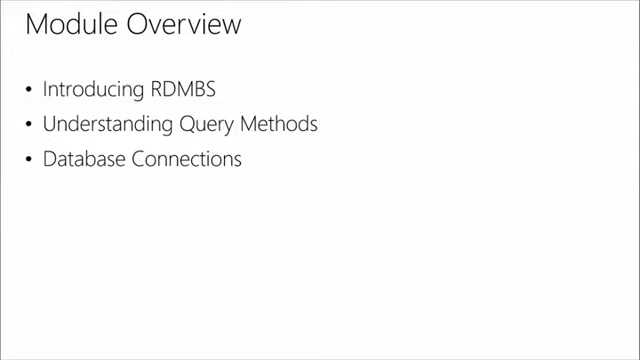 Module Overview
• Introducing RDMBS
• Understanding Query Methods
• Database Connections